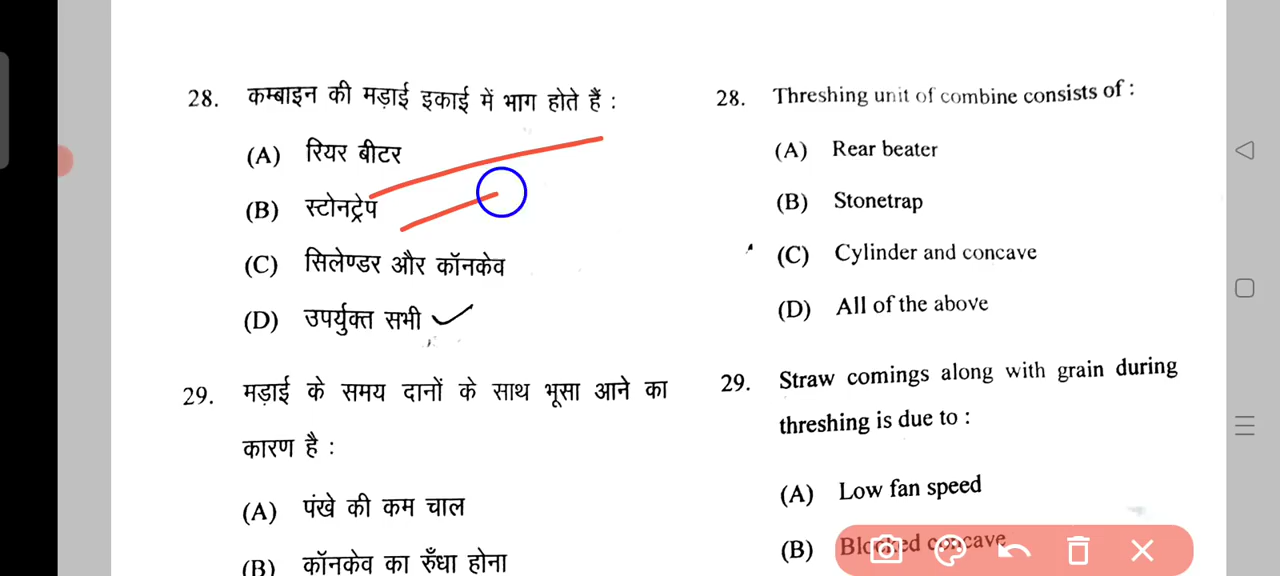 28. कम्बाइन की मड़ाई इकाई में भाग होते हैं :
(A) रियर बीटर
(B) स्टोनट्रेप
(C) सिलेण्डर और कॉनकेव
(D) उपर्युक्त सभी
29. मड़ाई के समय दानों के साथ भूसा आने का
कारण है :
(A) पंखे की कम चाल
(B) कॉनकेव का रुँधा होना
28. Threshing unit of combine consists of :
(A) Rear beater
(B) Stonetrap
(C) Cylinder and concave
(D) All of the above
29. Straw comings along with grain during
threshing is due to :
(A) Low fan speed
(B) Blocked concave